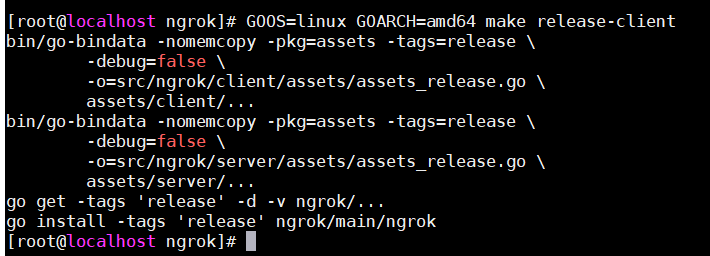 [root@localhost ngrok]# GOOS=linux GOARCH=amd64 make release-client
bin/go-bindata -nomemcopy -pkg=assets -tags=release \
-debug=false \
-o=src/ngrok/client/assets/assets_release.go \
assets/client/...
bin/go-bindata -nomemcopy -pkg=assets -tags=release \
-debug=false \
-o=src/ngrok/server/assets/assets_release.go \
assets/server/...
go get -tags 'release' -d -v ngrok/...
go install -tags 'release' ngrok/main/ngrok
[root@localhost ngrok]#